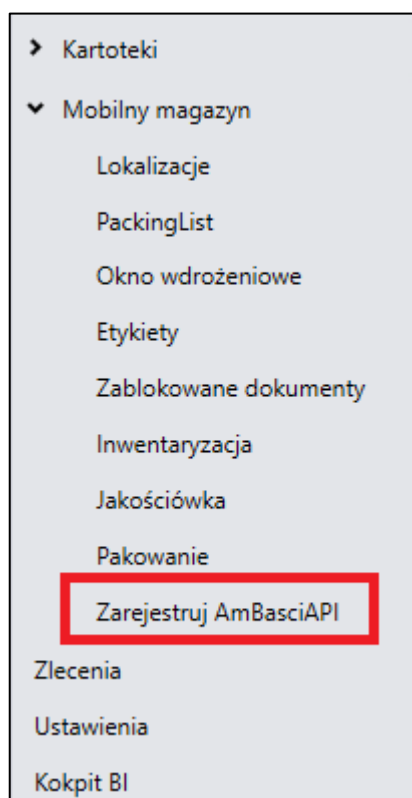 Kartoteki
Mobilny magazyn
Lokalizacje
PackingList
Okno wdrożeniowe
Etykiety
Zablokowane dokumenty
Inwentaryzacja
Jakościówka
Pakowanie
Zarejestruj AmBasciAPI
Zlecenia
Ustawienia
Kokpit BI